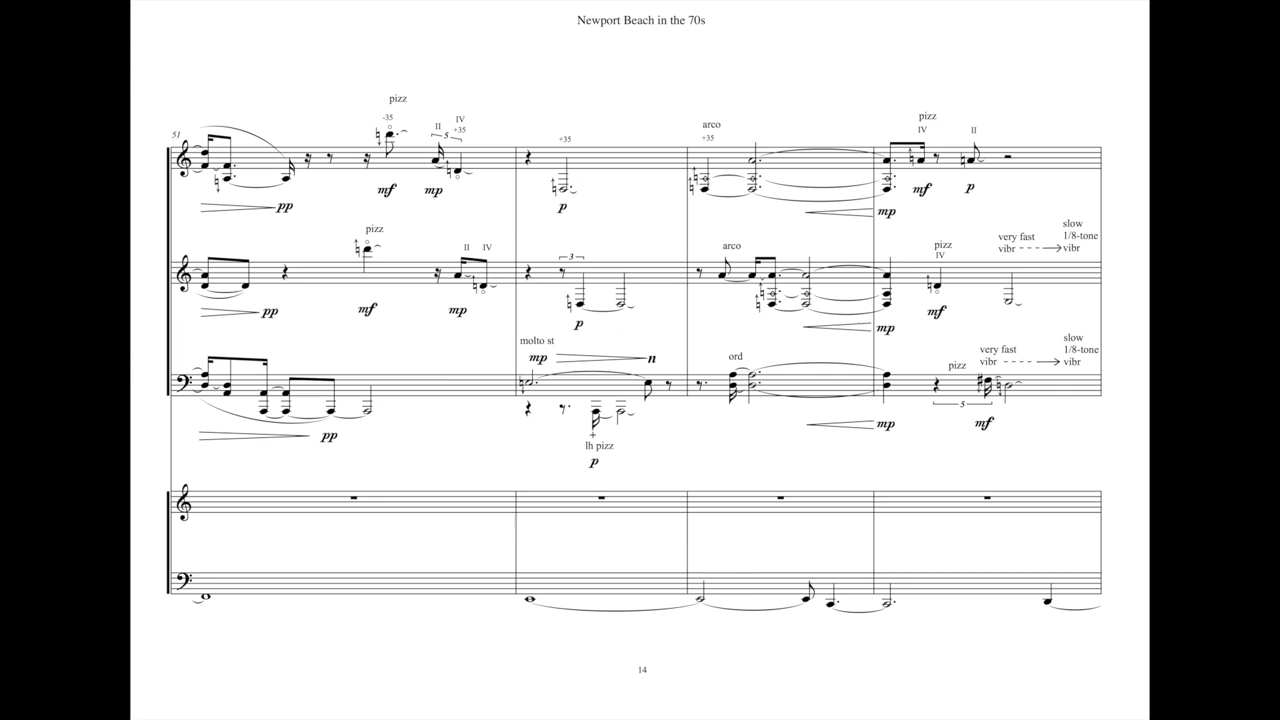 Newport Beach in the 70s
51
pizz
-35
II
5
IV
+35
pp
mf
mp
+35
p
arco
+35
mp
pizz
IV
mf
II
p
pp
pizz
mf
II
IV
mp
3
p
arco
mp
pizz
IV
mf
very fast
vibr
slow
1/8-tone
vibr
pp
molto st
mp
n
lh pizz
p
ord
mp
pizz
5
mf
very fast
vibr
slow
1/8-tone
vibr
14